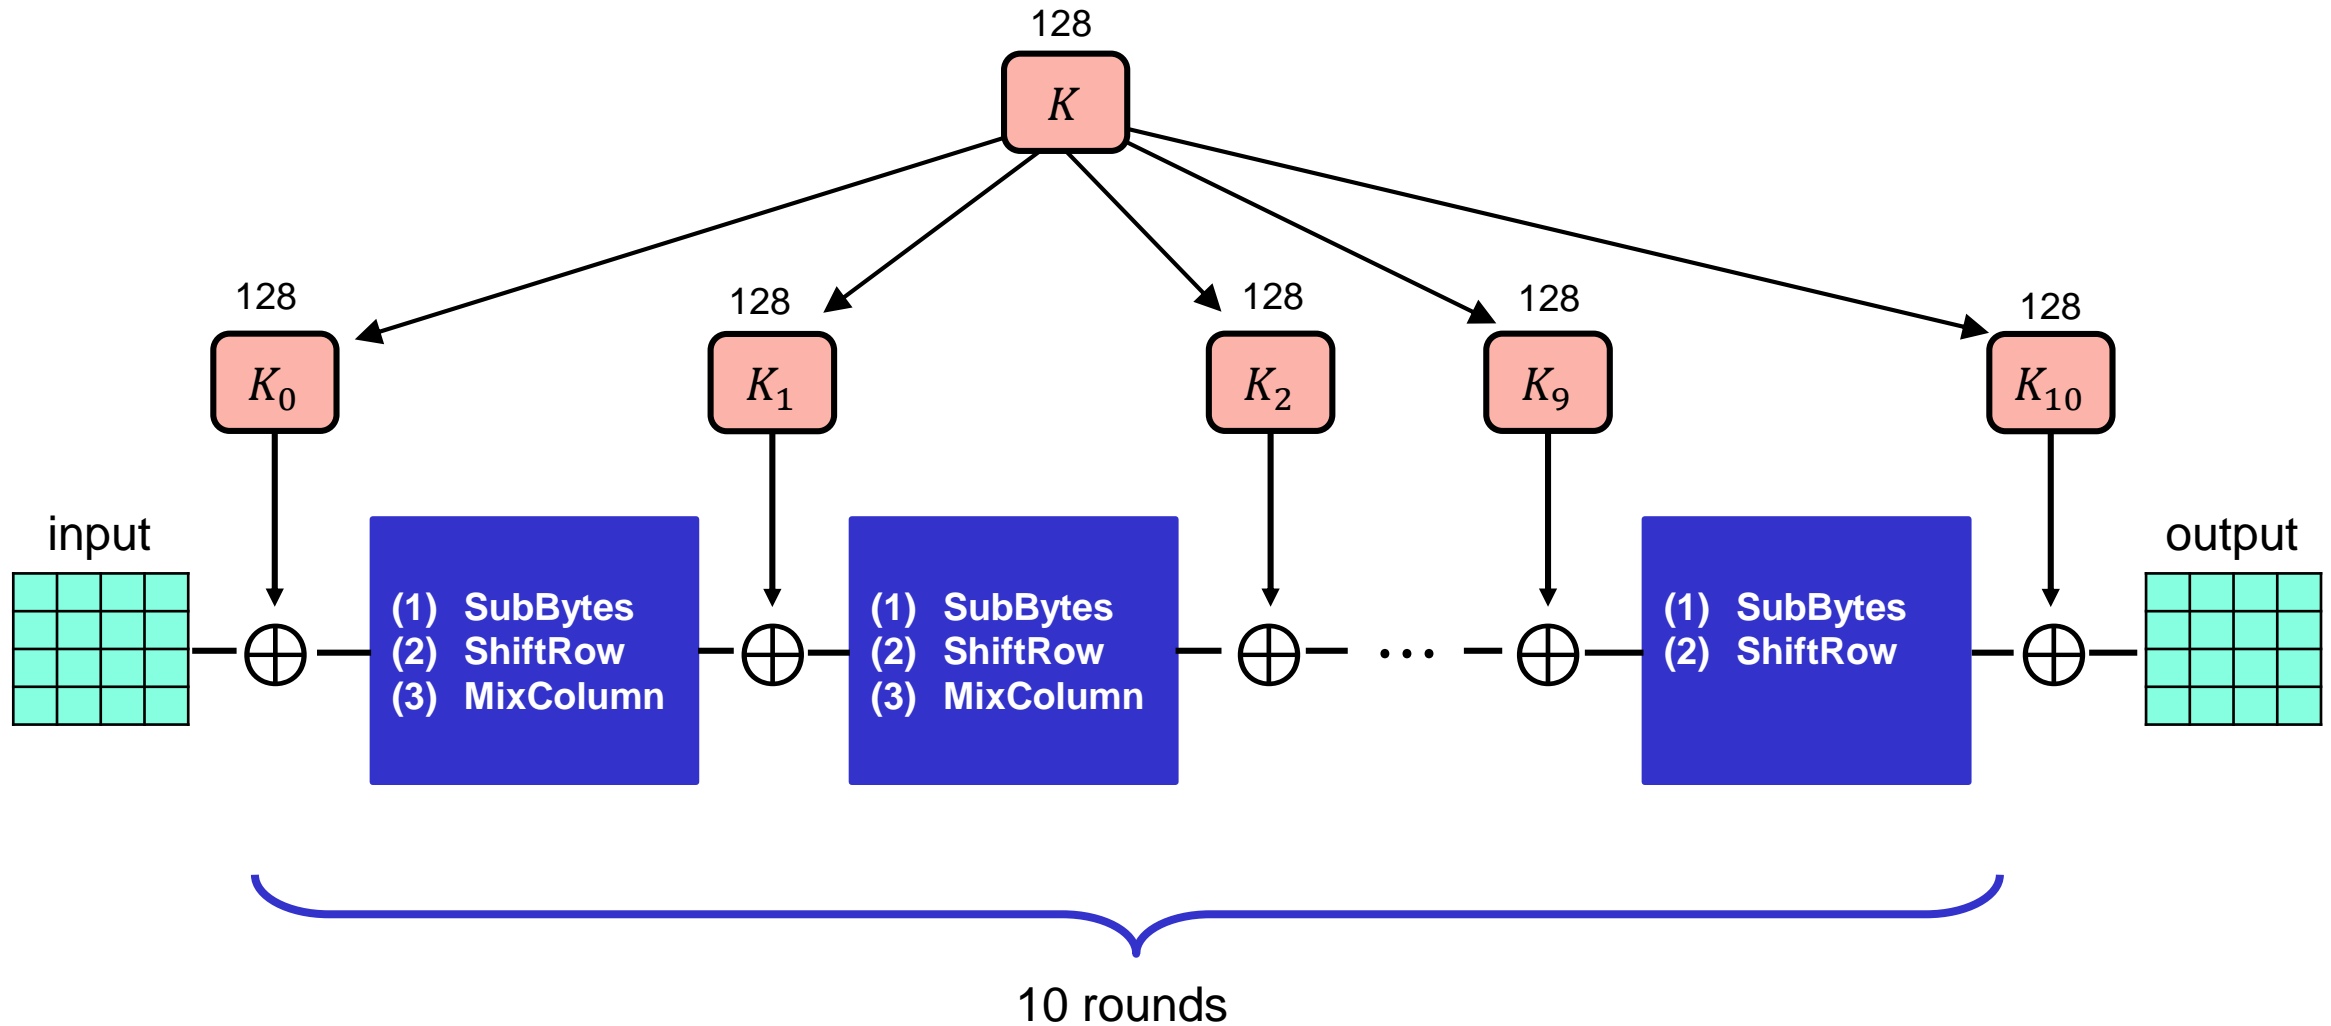 128
K
128
128
128
128
128
K₀
K₁
K₂
K₉
K₁₀
input
output
(1) SubBytes
(2) ShiftRow
(3) MixColumn
(1) SubBytes
(2) ShiftRow
(3) MixColumn
...
(1) SubBytes
(2) ShiftRow
10 rounds